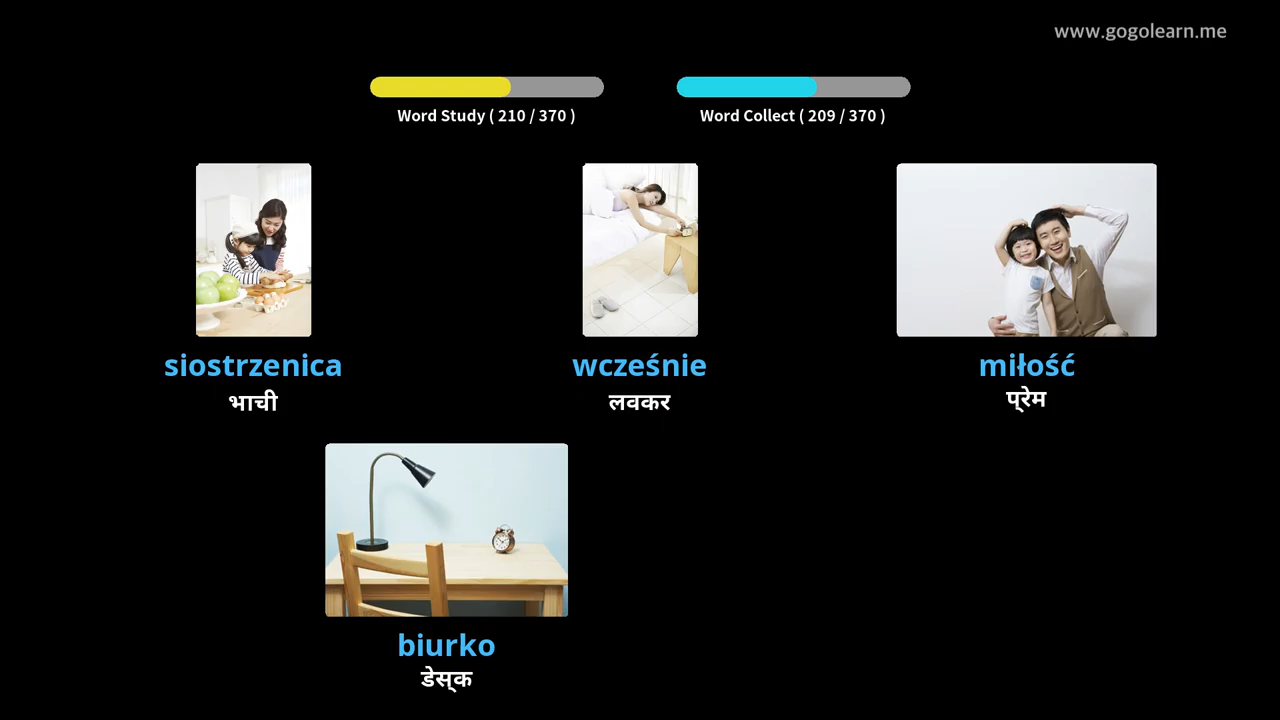 www.gogolearn.me
Word Study ( 210 / 370 )
Word Collect ( 209 / 370 )
siostrzenica
भाची
wcześnie
लवकर
miłość
प्रेम
biurko
डेस्क